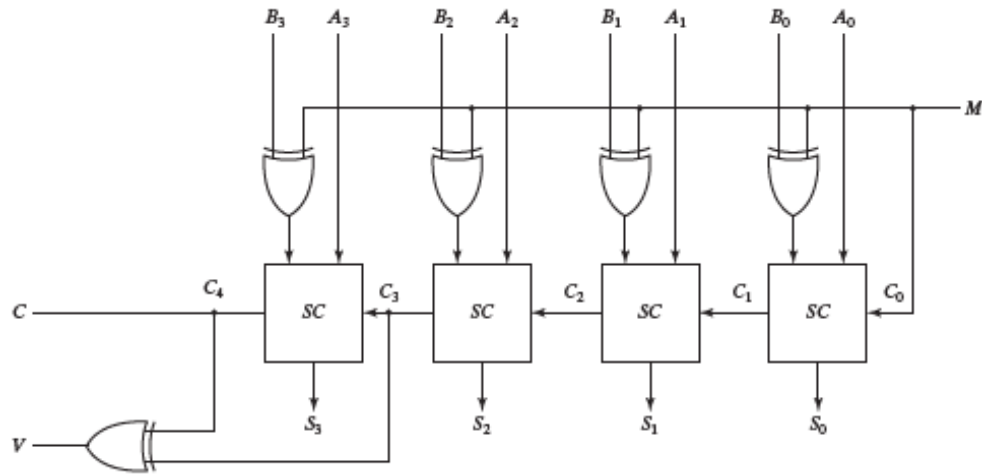 B₃ A₃ B₂ A₂ B₁ A₁ B₀ A₀
M
C₄ C₃ C₂ C₁ C₀
C SC SC SC SC
S₃ S₂ S₁ S₀
V